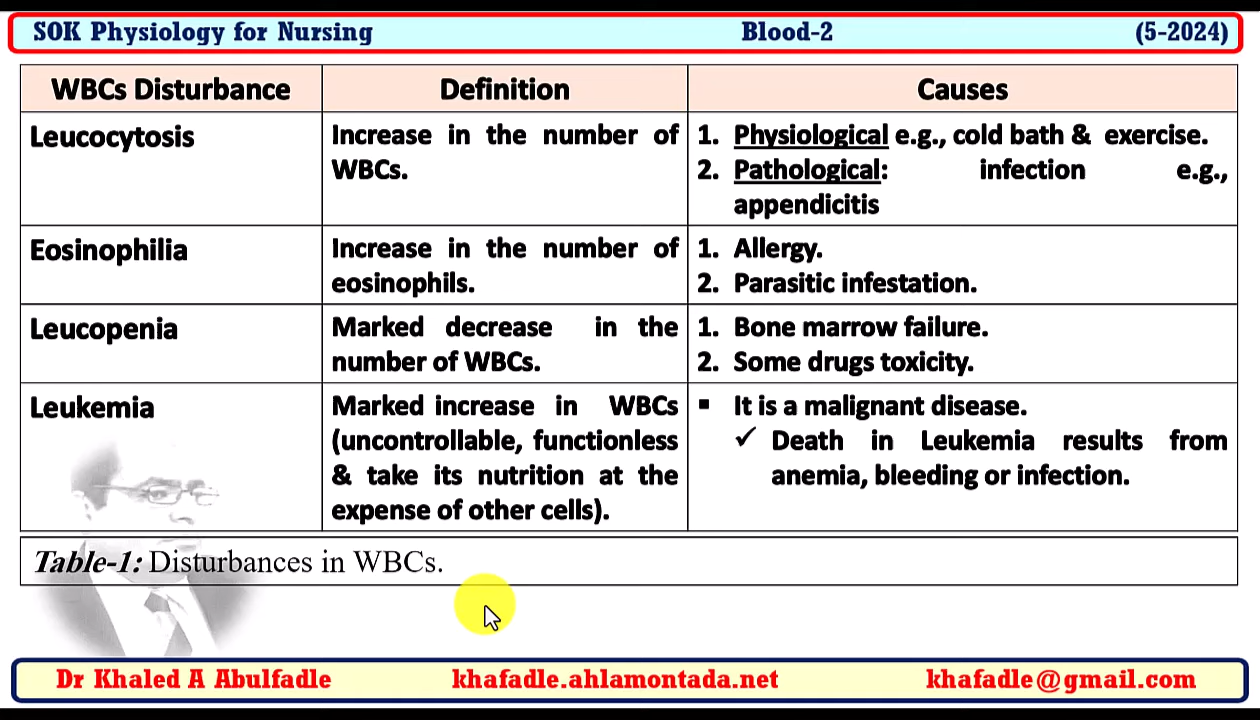 SOK Physiology for Nursing Blood-2 (5-2024)
WBCs Disturbance Definition Causes
Leucocytosis
Increase in the number of
WBCs.
1. Physiological e.g., cold bath & exercise.
2. Pathological: infection e.g.,
appendicitis
Eosinophilia
Increase in the number of
eosinophils.
1. Allergy.
2. Parasitic infestation.
Leucopenia
Marked decrease in the
number of WBCs.
1. Bone marrow failure.
2. Some drugs toxicity.
Leukemia
Marked increase in WBCs
(uncontrollable, functionless
& take its nutrition at the
expense of other cells).
▪ It is a malignant disease.
✓ Death in Leukemia results from
anemia, bleeding or infection.
Table-1: Disturbances in WBCs.
Dr Khaled A Abulfadle khafadle.ahlamontada.net khafadle@gmail.com